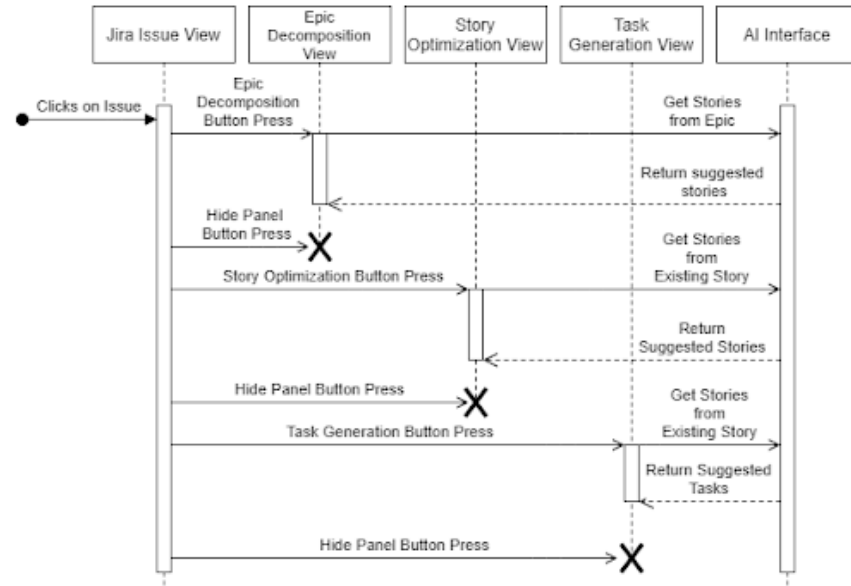 Jira Issue View
Epic
Decomposition
View
Story
Optimization View
Task
Generation View
AI Interface
Clicks on Issue
Epic
Decomposition
Button Press
Get Stories
from Epic
Return suggested
stories
Hide Panel
Button Press
Get Stories
from
Existing Story
Story Optimization Button Press
Return
Suggested Stories
Hide Panel Button Press
Get Stories
from
Existing Story
Task Generation Button Press
Return Suggested
Tasks
Hide Panel Button Press